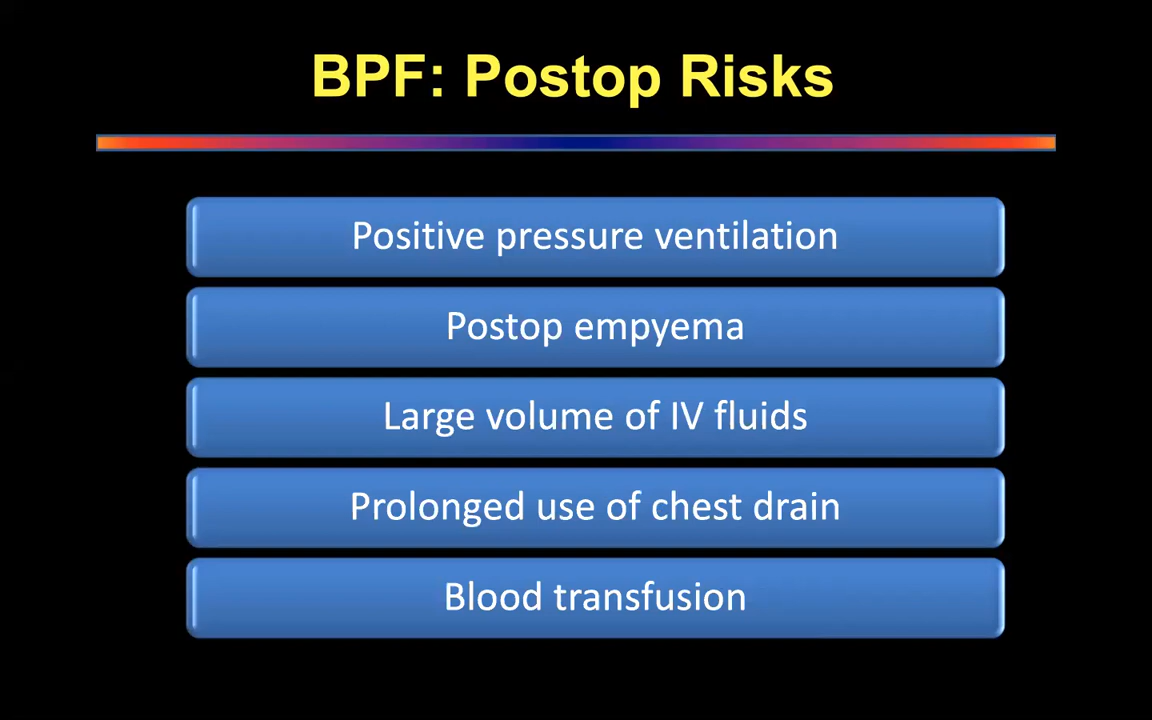 BPF: Postop Risks
Positive pressure ventilation
Postop empyema
Large volume of IV fluids
Prolonged use of chest drain
Blood transfusion